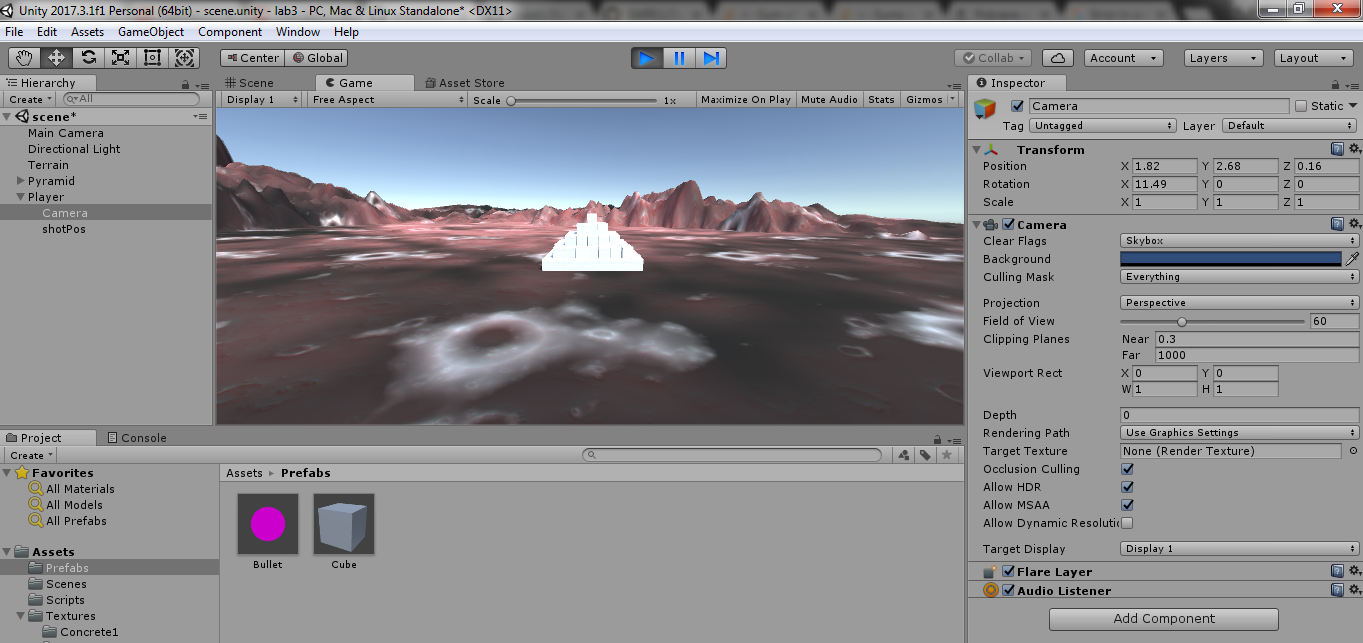 Unity 2017.3.1f1 Personal (64bit) - scene.unity - lab3 - PC, Mac & Linux Standalone* <DX11>
File Edit Assets GameObject Component Window Help
Center Global Collab Account Layers Layout
Hierarchy
Create All
scene*
Main Camera
Directional Light
Terrain
Pyramid
Player
Camera
shotPos
Scene Game Asset Store
Display 1 Free Aspect Scale 1x Maximize On Play Mute Audio Stats Gizmos
Inspector
Camera Static
Tag Untagged Layer Default
Transform
Position X 1.82 Y 2.68 Z 0.16
Rotation X 11.49 Y 0 Z 0
Scale X 1 Y 1 Z 1
Camera
Clear Flags Skybox
Background
Culling Mask Everything
Projection Perspective
Field of View 60
Clipping Planes Near 0.3
Far 1000
Viewport Rect X 0 Y 0
W 1 H 1
Depth 0
Rendering Path Use Graphics Settings
Target Texture None (Render Texture)
Occlusion Culling
Allow HDR
Allow MSAA
Allow Dynamic Resolutio
Target Display Display 1
Flare Layer
Audio Listener
Add Component
Project Console
Create
Favorites
All Materials
All Models
All Prefabs
Assets
Prefabs
Scenes
Scripts
Textures
Concrete1
Assets Prefabs
Bullet Cube